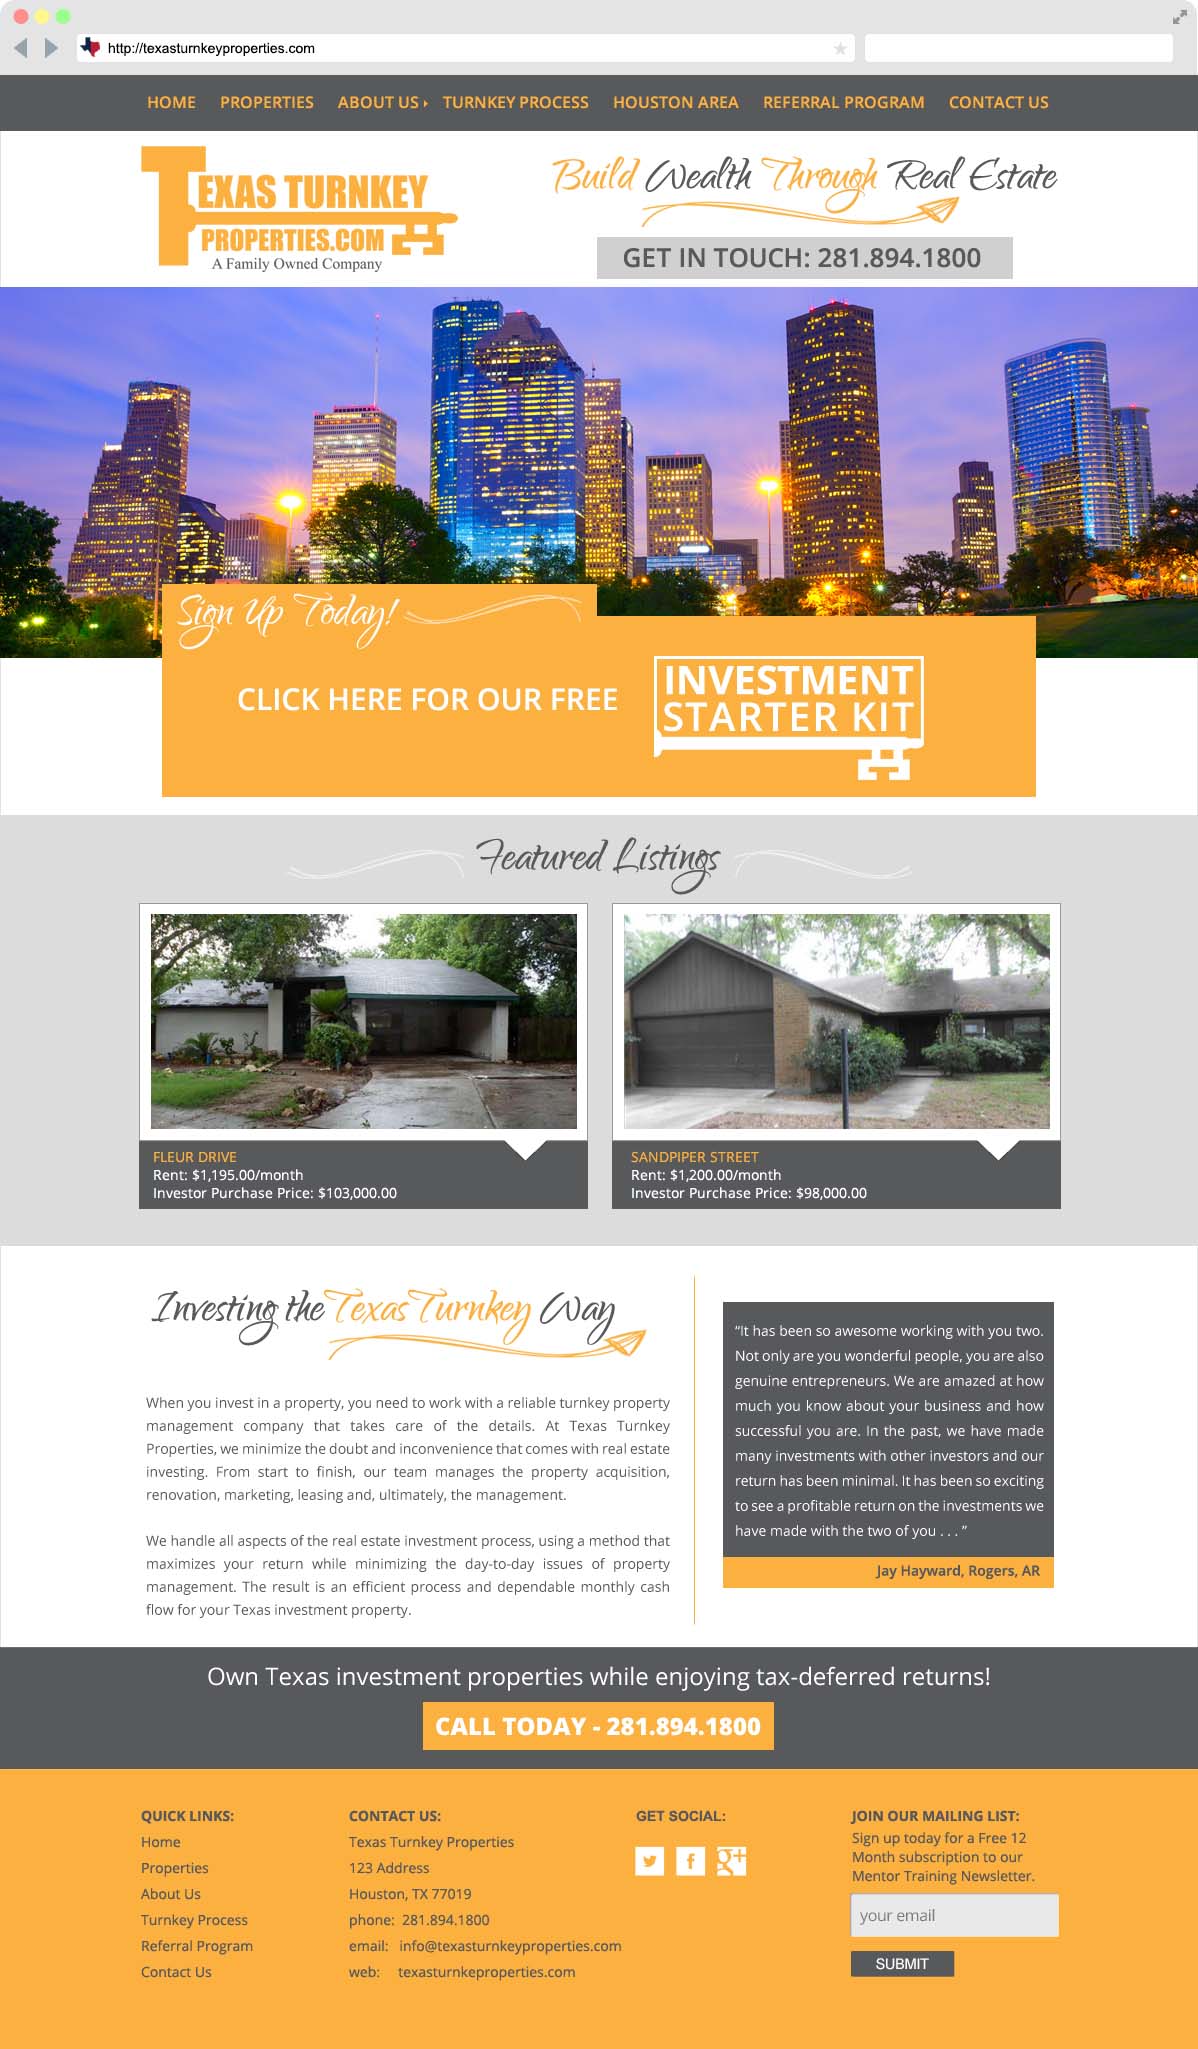 http://texasturnkeyproperties.com
HOME PROPERTIES ABOUT US TURNKEY PROCESS HOUSTON AREA REFERRAL PROGRAM CONTACT US
TEXAS TURNKEY
PROPERTIES.COM
A Family Owned Company
Build Wealth Through Real Estate
GET IN TOUCH: 281.894.1800
Sign Up Today!
CLICK HERE FOR OUR FREE
INVESTMENT
STARTER KIT
Featured Listings
FLEUR DRIVE
Rent: $1,195.00/month
Investor Purchase Price: $103,000.00
SANDPIPER STREET
Rent: $1,200.00/month
Investor Purchase Price: $98,000.00
Investing the Texas Turnkey Way
When you invest in a property, you need to work with a reliable turnkey property
management company that takes care of the details. At Texas Turnkey
Properties, we minimize the doubt and inconvenience that comes with real estate
investing. From start to finish, our team manages the property acquisition,
renovation, marketing, leasing and, ultimately, the management.
We handle all aspects of the real estate investment process, using a method that
maximizes your return while minimizing the day-to-day issues of property
management. The result is an efficient process and dependable monthly cash
flow for your Texas investment property.
“It has been so awesome working with you two.
Not only are you wonderful people, you are also
genuine entrepreneurs. We are amazed at how
much you know about your business and how
successful you are. In the past, we have made
many investments with other investors and our
return has been minimal. It has been so exciting
to see a profitable return on the investments we
have made with the two of you . . . ”
Jay Hayward, Rogers, AR
Own Texas investment properties while enjoying tax-deferred returns!
CALL TODAY - 281.894.1800
QUICK LINKS:
Home
Properties
About Us
Turnkey Process
Referral Program
Contact Us
CONTACT US:
Texas Turnkey Properties
123 Address
Houston, TX 77019
phone: 281.894.1800
email: info@texasturnkeyproperties.com
web: texasturnkeproperties.com
GET SOCIAL:
f
g+
JOIN OUR MAILING LIST:
Sign up today for a Free 12
Month subscription to our
Mentor Training Newsletter.
your email
SUBMIT